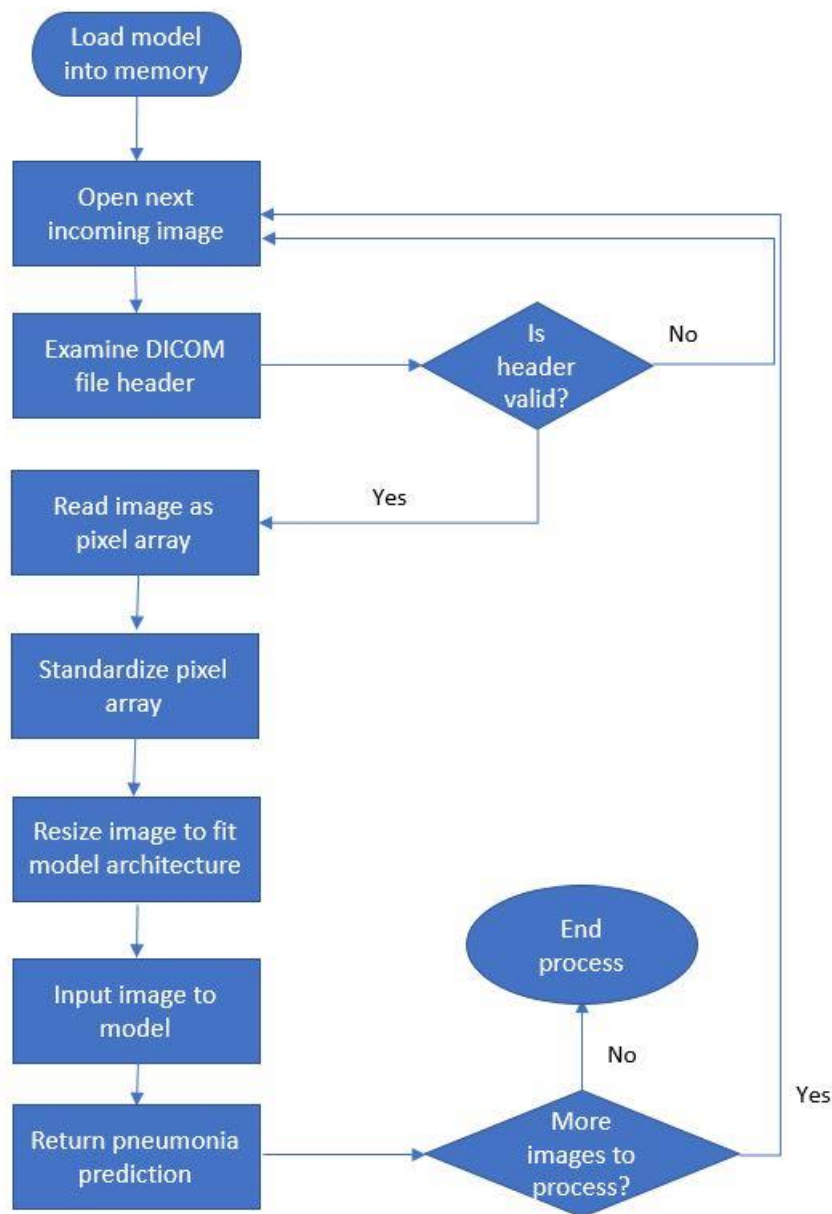 Load model
into memory
Open next
incoming image
Examine DICOM
file header
Is
header
valid?
No
Yes
Read image as
pixel array
Standardize pixel
array
Resize image to fit
model architecture
Input image to
model
Return pneumonia
prediction
More
images to
process?
No
Yes
End
process